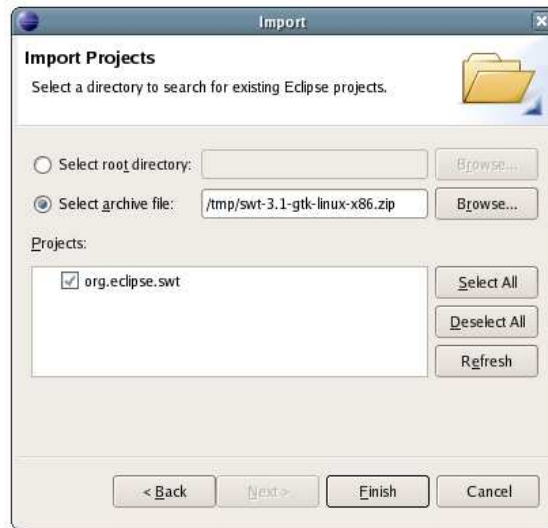 Import
Import Projects
Select a directory to search for existing Eclipse projects.
Select root directory:
Browse...
Select archive file:
/tmp/swt-3.1-gtk-linux-x86.zip
Browse...
Projects:
org.eclipse.swt
Select All
Deselect All
Refresh
< Back
Next >
Finish
Cancel